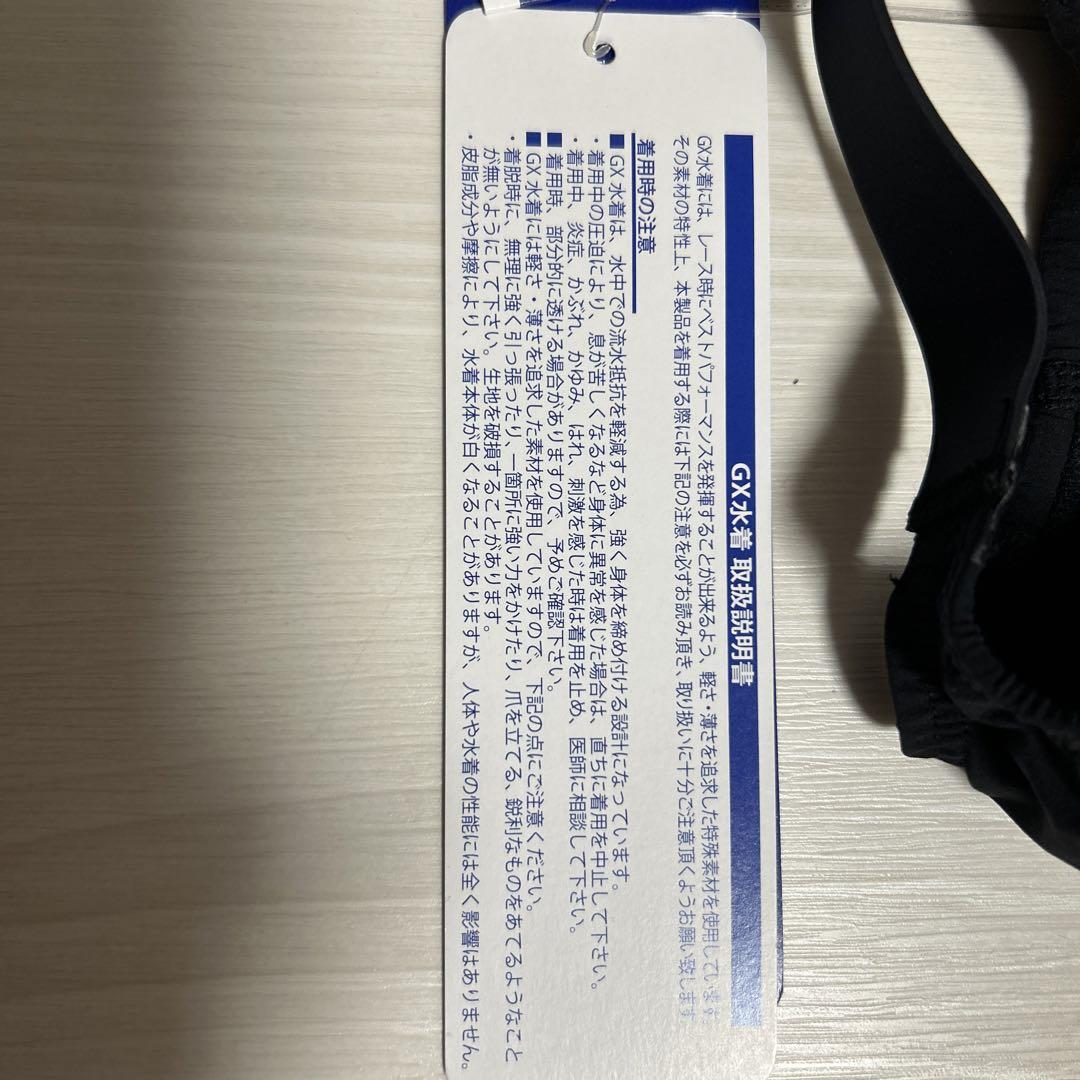 GX水着 取扱説明書
GX水着には、レース時にベストパフォーマンスを発揮することが出来るよう、軽さ・薄さを追求した特殊素材を使用しています。
その素材の特性上、本製品を着用する際には下記の注意を必ずお読み頂き、取り扱いに十分ご注意頂くようお願い致します
着用時の注意
■ GX 水着は、水中での流水抵抗を軽減する為、強く身体を締め付ける設計になっています。
・着用中の圧迫により、息が苦しくなるなど身体に異常を感じた場合は、直ちに着用を中止して下さい。
・着用中、炎症、かぶれ、かゆみ、はれ、刺激を感じた時は着用を止め、医師に相談して下さい。
■ 着用時、部分的に透ける場合がありますので、予めご確認下さい。
■ GX 水着には軽さ・薄さを追求した素材を使用していますので、下記の点にご注意ください。
・着脱時に、無理に強く引っ張ったり、一箇所に強い力をかけたり、爪を立てる、鋭利なものをあてるようなこと
が無いようにして下さい。生地を破損することがあります。
・皮脂成分や摩擦により、水着本体が白くなることがありますが、人体や水着の性能には全く影響はありません。